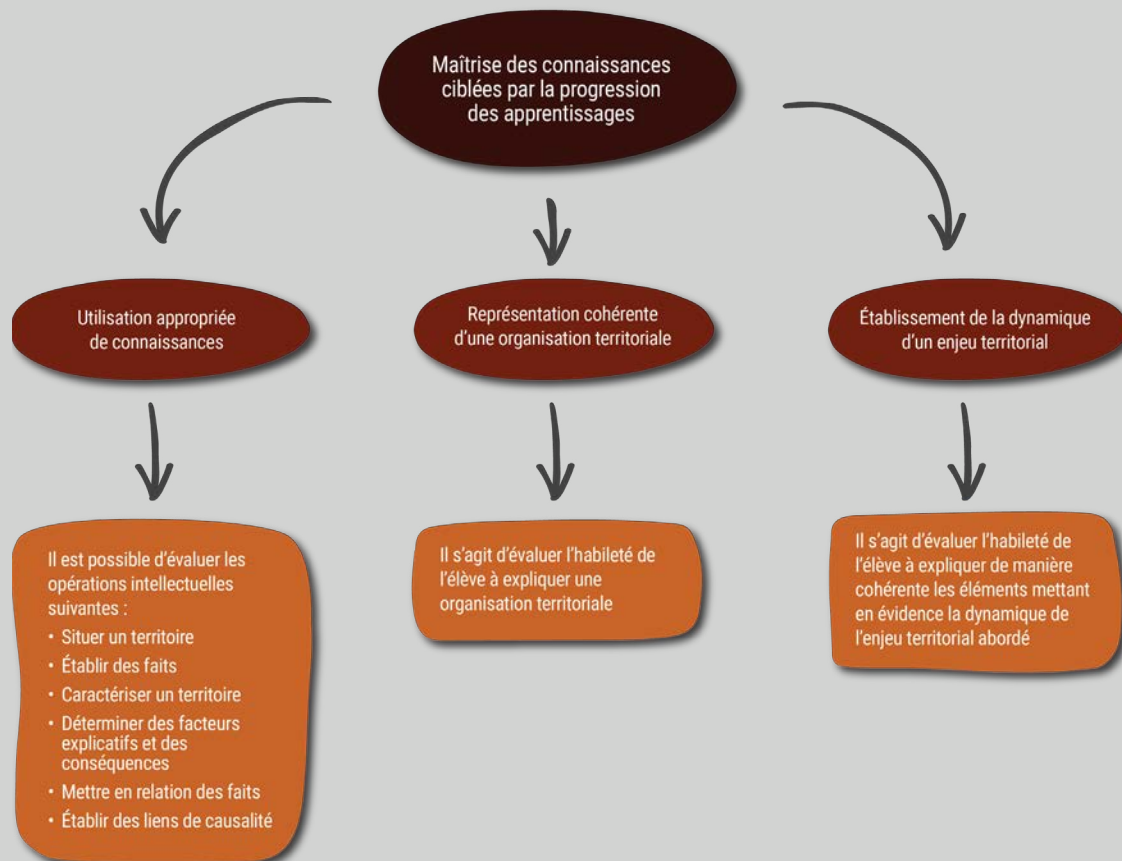 Maîtrise des connaissances
ciblées par la progression
des apprentissages
Utilisation appropriée
de connaissances
Représentation cohérente
d'une organisation territoriale
Établissement de la dynamique
d'un enjeu territorial
Il est possible d'évaluer les
opérations intellectuelles
suivantes :
• Situer un territoire
• Établir des faits
• Caractériser un territoire
• Déterminer des facteurs
explicatifs et des
conséquences
• Mettre en relation des faits
• Établir des liens de causalité
Il s'agit d'évaluer l'habileté de
l'élève à expliquer une
organisation territoriale
Il s'agit d'évaluer l'habileté de
l'élève à expliquer de manière
cohérente les éléments mettant
en évidence la dynamique de
l'enjeu territorial abordé